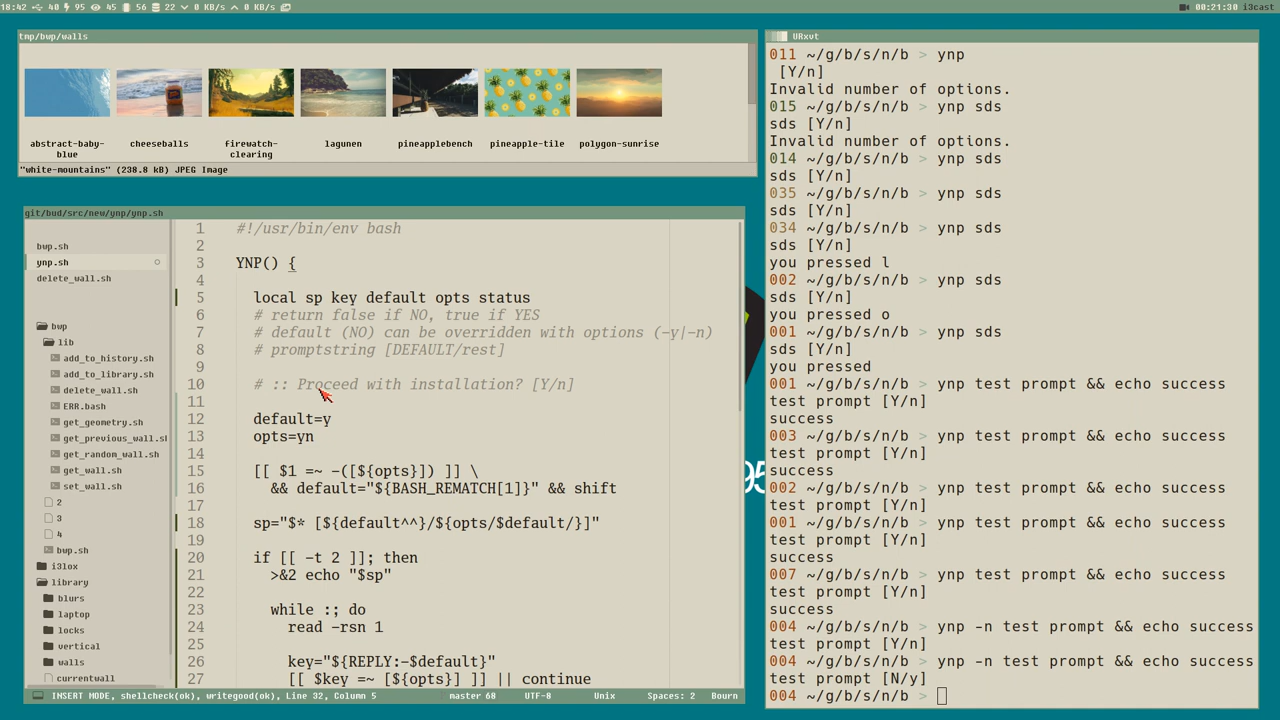 18:42 40 95 45 56 22 0 KB/s 0 KB/s
00:21:30 i3cast
tmp/bwp/walls
abstract-baby-blue
cheeseballs
firewatch-clearing
lagunen
pineapplebench
pineapple-tile
polygon-sunrise
"white-mountains" (238.8 kB) JPEG Image
git/bud/src/new/ynp/ynp.sh
bwp.sh
ynp.sh
delete_wall.sh
bwp
lib
add_to_history.sh
add_to_library.sh
delete_wall.sh
ERR.bash
get_geometry.sh
get_previous_wall.sh
get_random_wall.sh
get_wall.sh
set_wall.sh
2
3
4
bwp.sh
i3lox
library
blurs
laptop
locks
vertical
walls
currentwall
1 #!/usr/bin/env bash
2
3 YNP() {
4
5 local sp key default opts status
6 # return false if NO, true if YES
7 # default (NO) can be overridden with options (-y|-n)
8 # promptstring [DEFAULT/rest]
9
10 # :: Proceed with installation? [Y/n]
11
12 default=y
13 opts=yn
14
15 [[ $1 =~ -([${opts}]) ]] \
16 && default="${BASH_REMATCH[1]}" && shift
17
18 sp="$* [${default^^}/${opts/$default/}]"
19
20 if [[ -t 2 ]]; then
21 >&2 echo "$sp"
22
23 while :; do
24 read -rsn 1
25
26 key="${REPLY:-$default}"
27 [[ $key =~ [${opts}] ]] || continue
INSERT MODE, shellcheck(ok), writegood(ok), Line 32, Column 5 master 68 UTF-8 Unix Spaces: 2 Bourn
95
URxvt
011 ~/g/b/s/n/b > ynp
[Y/n]
Invalid number of options.
015 ~/g/b/s/n/b > ynp sds
sds [Y/n]
Invalid number of options.
014 ~/g/b/s/n/b > ynp sds
sds [Y/n]
035 ~/g/b/s/n/b > ynp sds
sds [Y/n]
034 ~/g/b/s/n/b > ynp sds
sds [Y/n]
you pressed l
002 ~/g/b/s/n/b > ynp sds
sds [Y/n]
you pressed o
001 ~/g/b/s/n/b > ynp sds
sds [Y/n]
you pressed
001 ~/g/b/s/n/b > ynp test prompt && echo success
test prompt [Y/n]
success
003 ~/g/b/s/n/b > ynp test prompt && echo success
test prompt [Y/n]
success
002 ~/g/b/s/n/b > ynp test prompt && echo success
test prompt [Y/n]
001 ~/g/b/s/n/b > ynp test prompt && echo success
test prompt [Y/n]
success
007 ~/g/b/s/n/b > ynp test prompt && echo success
test prompt [Y/n]
success
004 ~/g/b/s/n/b > ynp -n test prompt && echo success
test prompt [Y/n]
004 ~/g/b/s/n/b > ynp -n test prompt && echo success
test prompt [N/y]
004 ~/g/b/s/n/b >